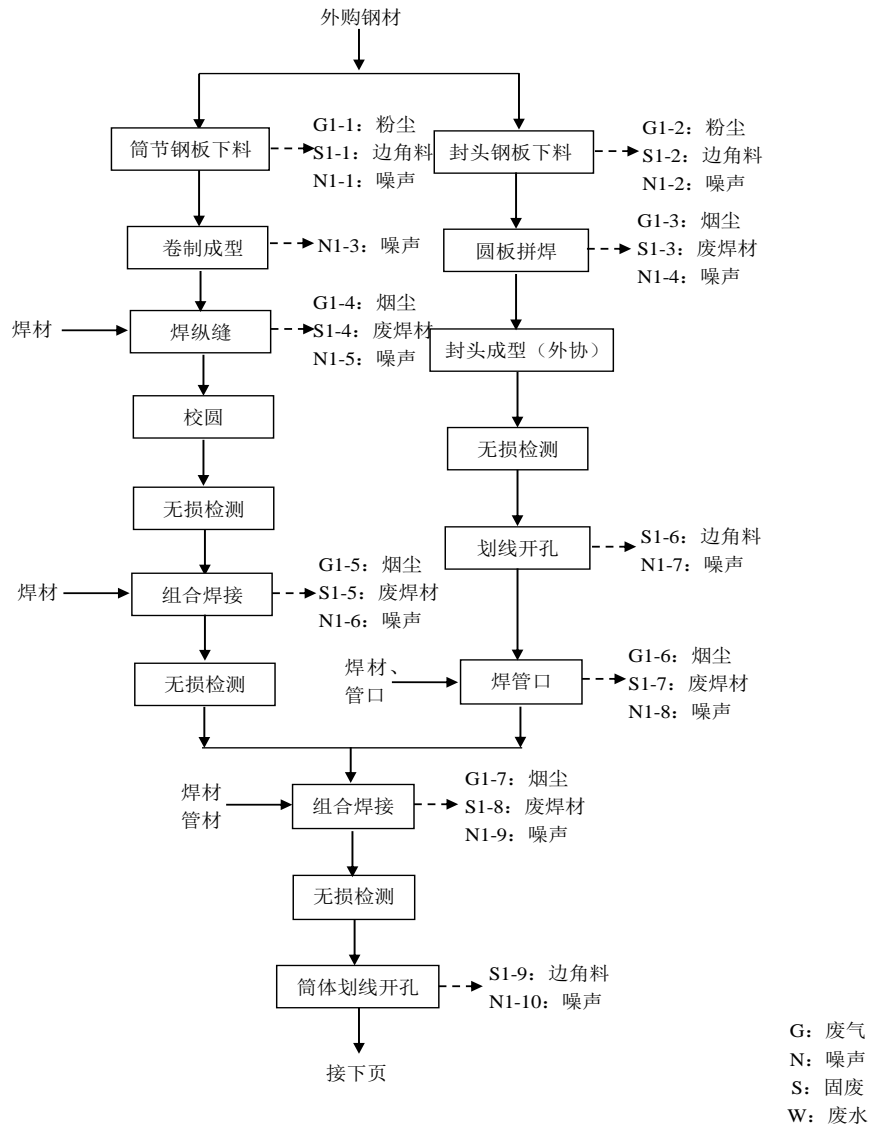 外购钢材
筒节钢板下料
G1-1：粉尘
S1-1：边角料
N1-1：噪声
封头钢板下料
G1-2：粉尘
S1-2：边角料
N1-2：噪声
卷制成型
N1-3：噪声
圆板拼焊
G1-3：烟尘
S1-3：废焊材
N1-4：噪声
焊材
焊纵缝
G1-4：烟尘
S1-4：废焊材
N1-5：噪声
封头成型（外协）
校圆
无损检测
无损检测
划线开孔
S1-6：边角料
N1-7：噪声
焊材
组合焊接
G1-5：烟尘
S1-5：废焊材
N1-6：噪声
无损检测
焊材、
管口
焊管口
G1-6：烟尘
S1-7：废焊材
N1-8：噪声
焊材
管材
组合焊接
G1-7：烟尘
S1-8：废焊材
N1-9：噪声
无损检测
筒体划线开孔
S1-9：边角料
N1-10：噪声
接下页
G：废气
N：噪声
S：固废
W：废水